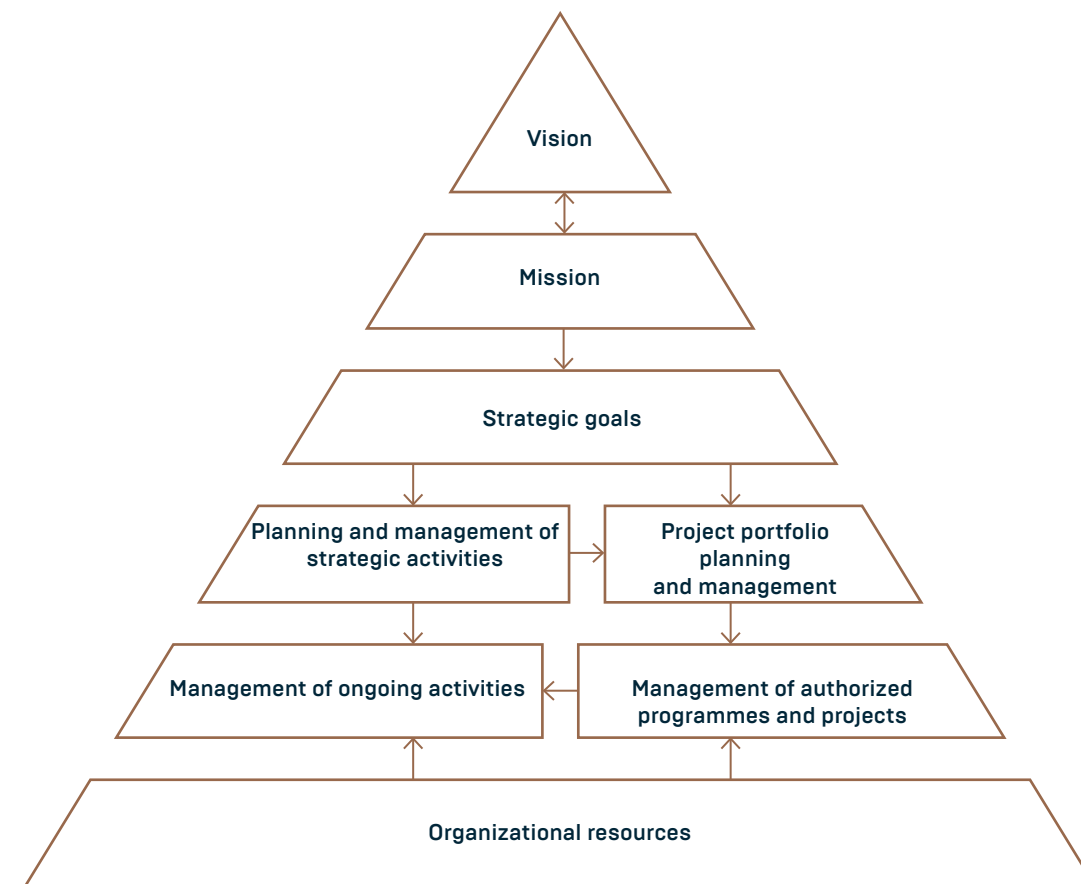 Vision
Mission
Strategic goals
Planning and management of
strategic activities
Project portfolio
planning
and management
Management of ongoing activities
Management of authorized
programmes and projects
Organizational resources